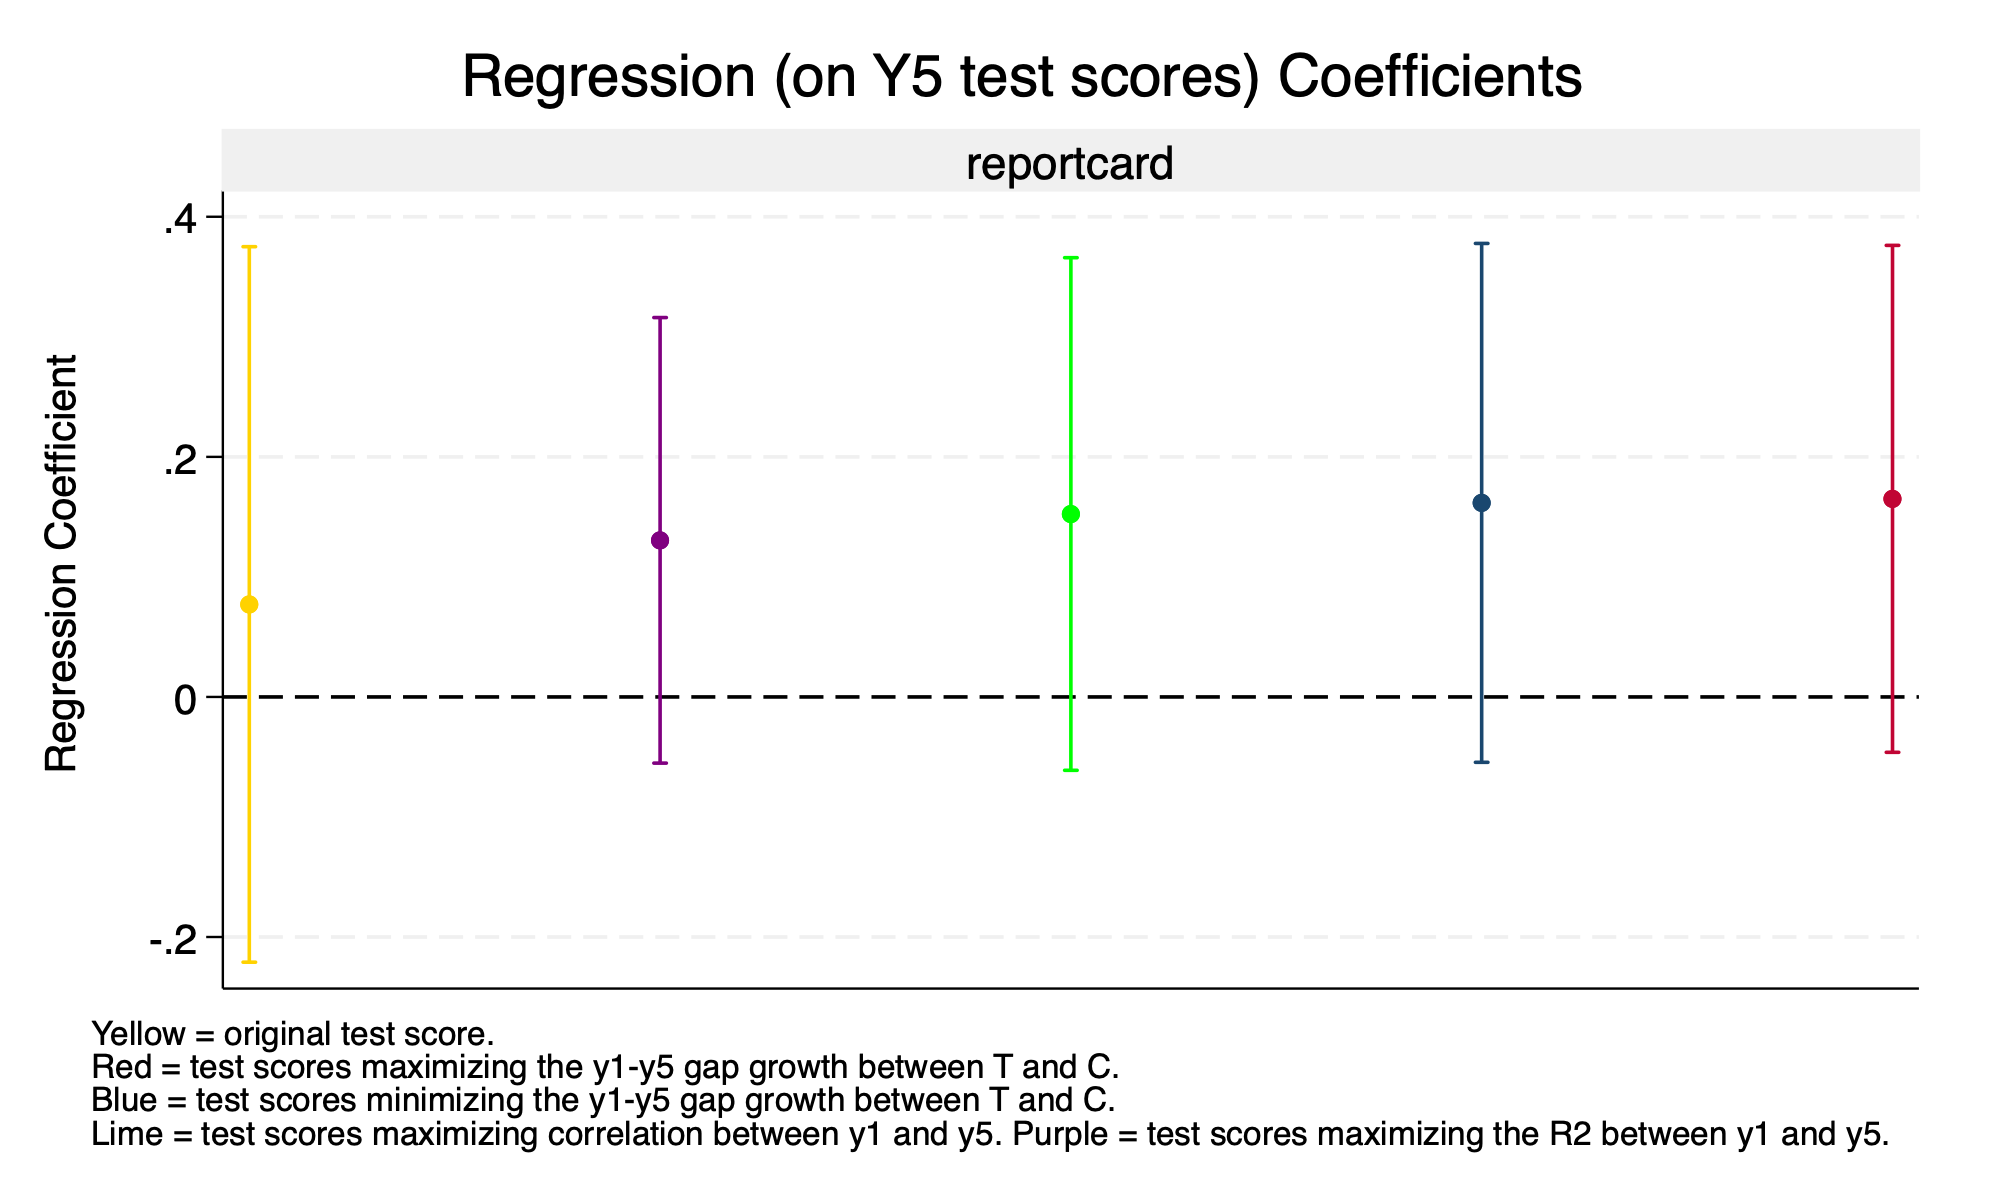 Regression (on Y5 test scores) Coefficients
reportcard
.4
.2
0
-.2
Regression Coefficient
Yellow = original test score.
Red = test scores maximizing the y1-y5 gap growth between T and C.
Blue = test scores minimizing the y1-y5 gap growth between T and C.
Lime = test scores maximizing correlation between y1 and y5. Purple = test scores maximizing the R2 between y1 and y5.